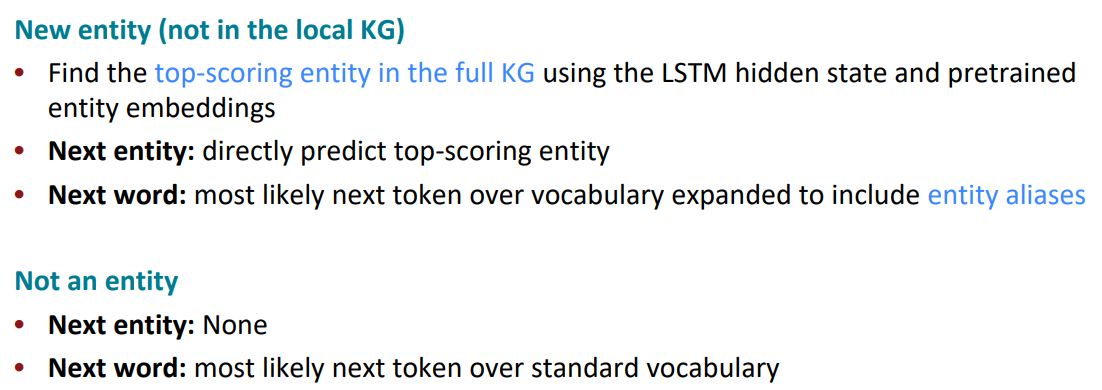 New entity (not in the local KG)
• Find the top-scoring entity in the full KG using the LSTM hidden state and pretrained
entity embeddings
• Next entity: directly predict top-scoring entity
• Next word: most likely next token over vocabulary expanded to include entity aliases
Not an entity
• Next entity: None
• Next word: most likely next token over standard vocabulary